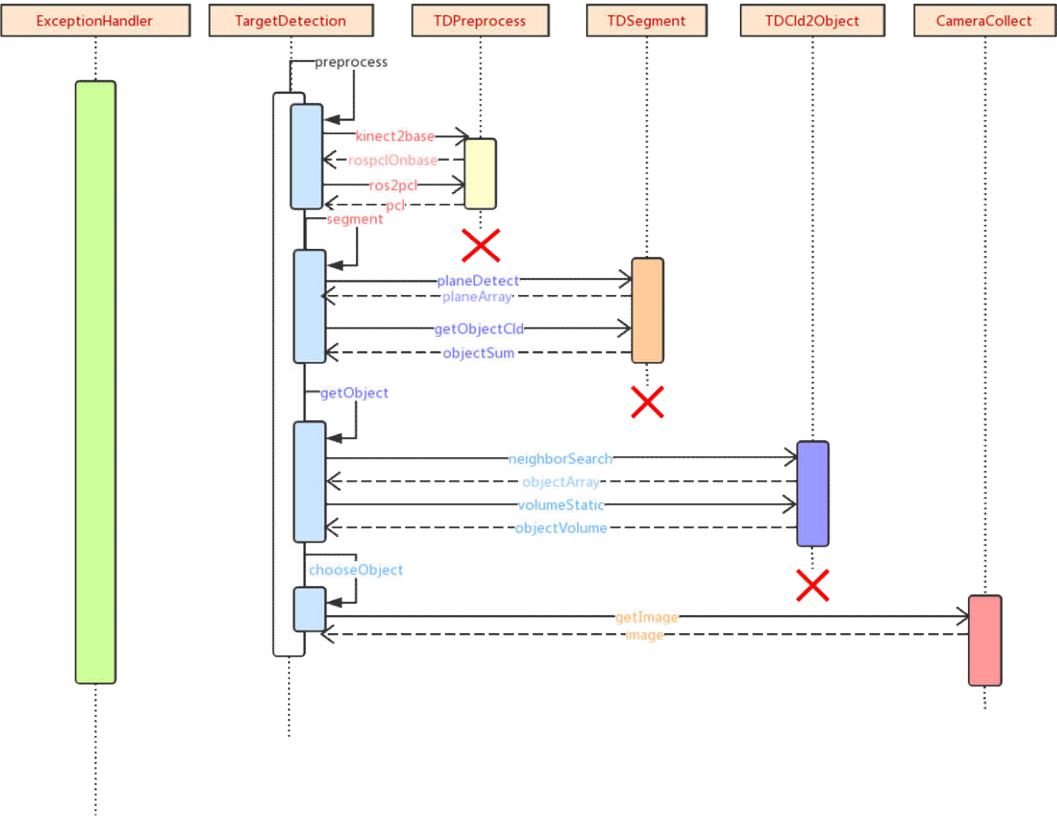 ExceptionHandler
TargetDetection
TDPreprocess
TDSegment
TDCld2Object
CameraCollect
preprocess
kinect2base
rospclOnbase
ros2pcl
pcl
segment
planeDetect
planeArray
getObjectCld
objectSum
getObject
neighborSearch
objectArray
volumeStatic
objectVolume
chooseObject
getImage
image